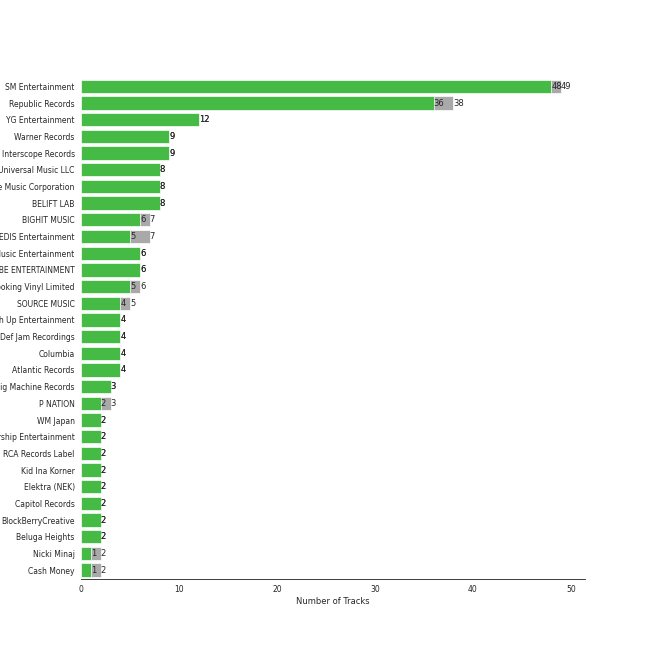 SM Entertainment 48 49
Republic Records 36 38
YG Entertainment 12
Warner Records 9
Interscope Records 9
Universal Music LLC 8
Music Corporation 8
BELIFT LAB 8
BIGHIT MUSIC 6 7
EDIS Entertainment 5 7
Music Entertainment 6
BE ENTERTAINMENT 6
oking Vinyl Limited 5 6
SOURCE MUSIC 4 5
h Up Entertainment 4
Def Jam Recordings 4
Columbia 4
Atlantic Records 4
ig Machine Records 3
P NATION 2 3
WM Japan 2
rship Entertainment 2
RCA Records Label 2
Kid Ina Korner 2
Elektra (NEK) 2
Capitol Records 2
BlockBerryCreative 2
Beluga Heights 2
Nicki Minaj 1 2
Cash Money 1 2
0 10 20 30 40 50
Number of Tracks